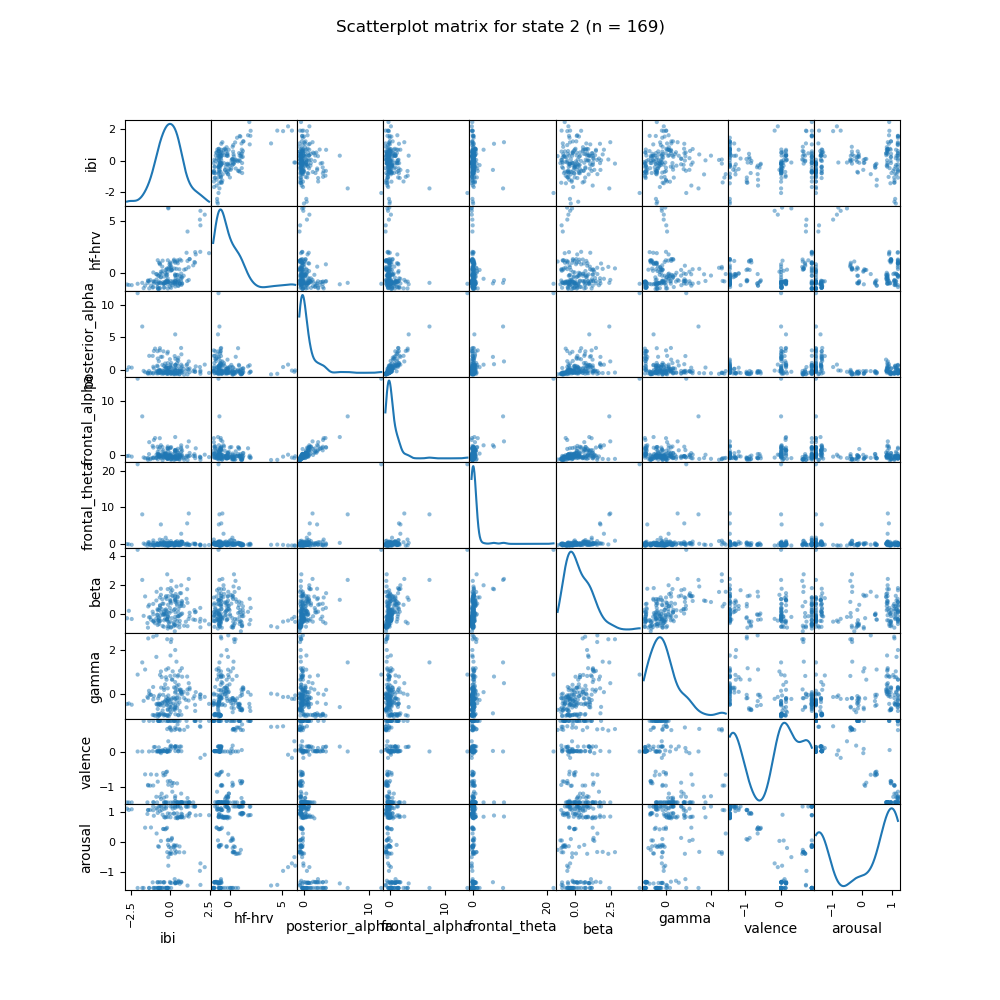 Scatterplot matrix for state 2 (n = 169)
2
0
-2
ibi
5
0
hf-hrv
10
5
0
posterior_alpha
10
0
frontal_alpha
20
10
0
frontal_theta
4
2
0
beta
2
0
gamma
0
−1
valence
1
0
−1
arousal
−2.5 0.0 2.5 0 5 0 10 0 10 0 20 0.0 2.5 0 2 −1 0 −1 0 1
ibi hf-hrv posterior_alpha frontal_alpha frontal_theta beta gamma valence arousal